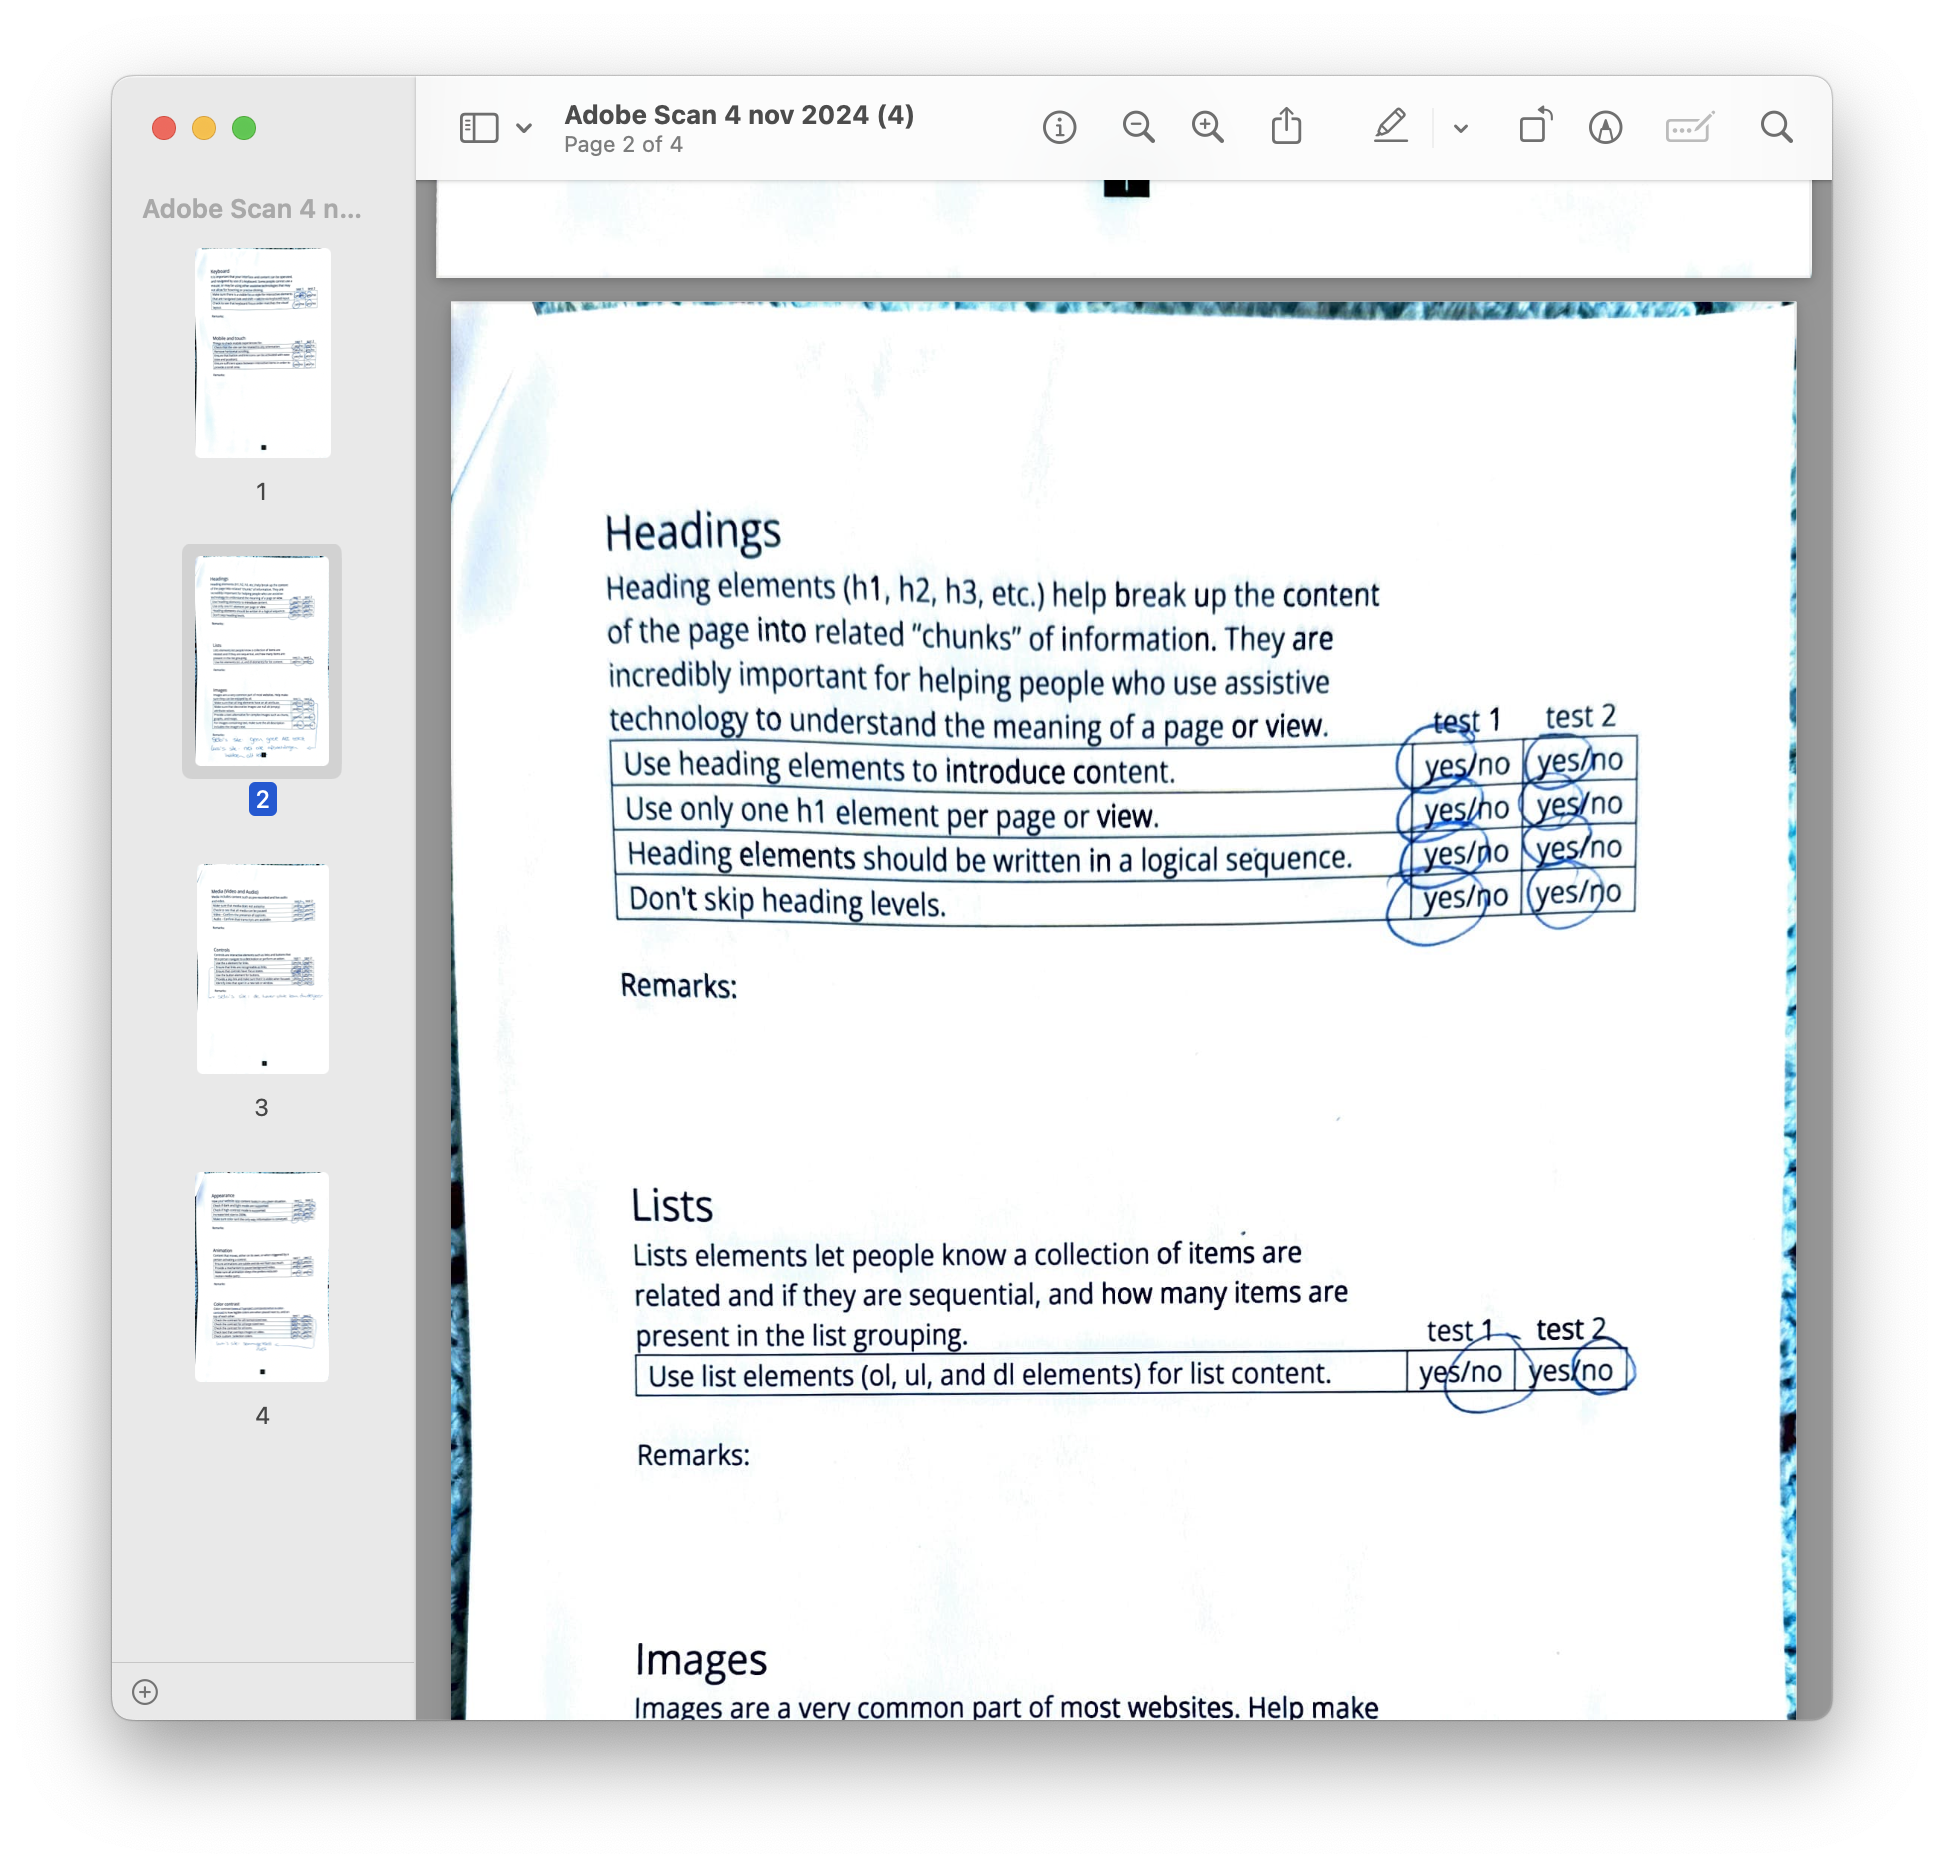 Adobe Scan 4 n...
1
2
3
4
Adobe Scan 4 nov 2024 (4)
Page 2 of 4
Headings
Heading elements (h1, h2, h3, etc.) help break up the content
of the page into related "chunks" of information. They are
incredibly important for helping people who use assistive
technology to understand the meaning of a page or view.
test 1 test 2
Use heading elements to introduce content. yes/no yes/no
Use only one h1 element per page or view. yes/no yes/no
Heading elements should be written in a logical sequence. yes/no yes/no
Don't skip heading levels. yes/no yes/no
Remarks:
Lists
Lists elements let people know a collection of items are
related and if they are sequential, and how many items are
present in the list grouping.
test 1 test 2
Use list elements (ol, ul, and dl elements) for list content. yes/no yes/no
Remarks:
Images
Images are a very common part of most websites. Help make